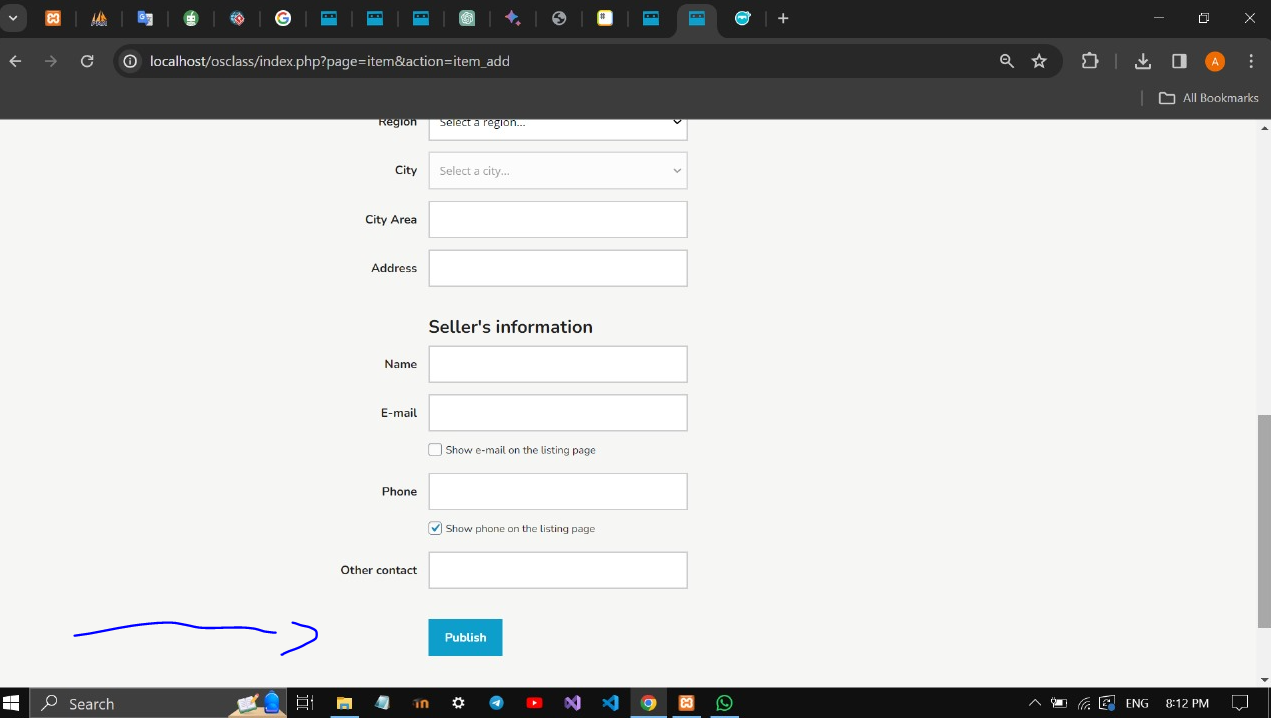 localhost/osclass/index.php?page=item&action=item_add
A
All Bookmarks
Region Select a region...
City Select a city...
City Area
Address
Seller's information
Name
E-mail
Show e-mail on the listing page
Phone
Show phone on the listing page
Other contact
Publish
Search
ENG 8:12 PM